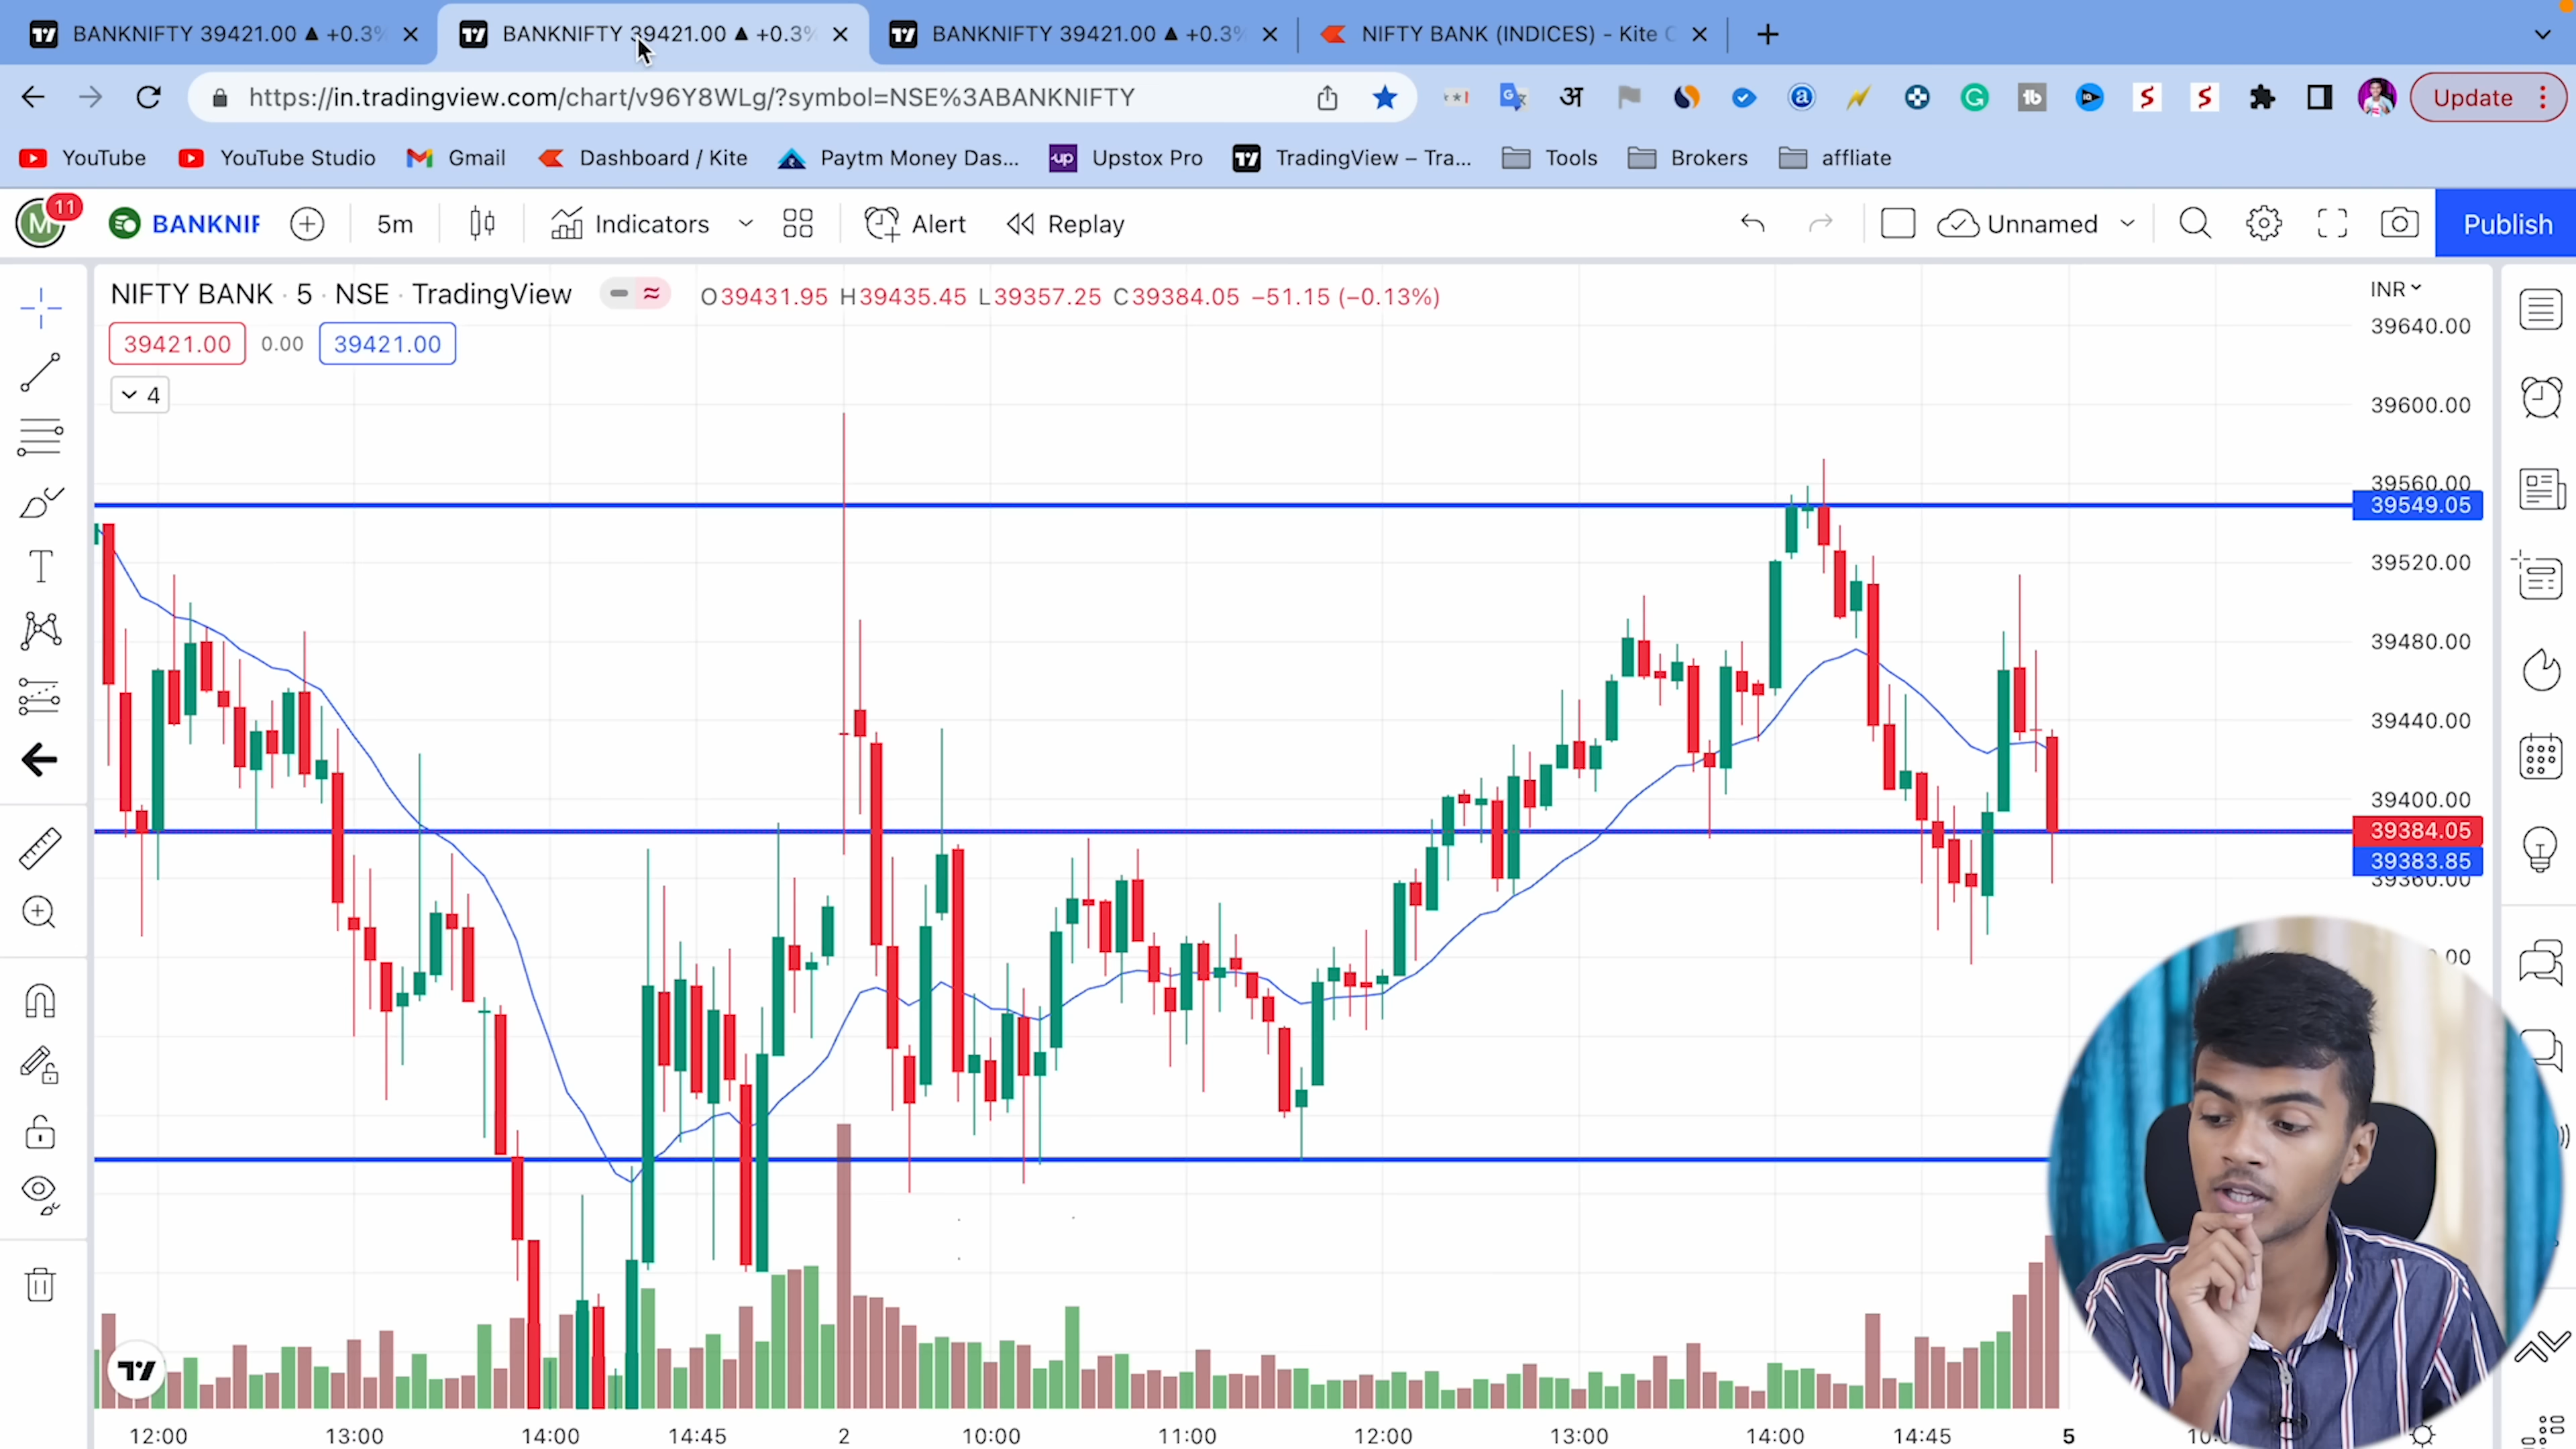 BANKNIFTY 39421.00 ▲ +0.3%
BANKNIFTY 39421.00 ▲ +0.3%
BANKNIFTY 39421.00 ▲ +0.3%
NIFTY BANK (INDICES) - Kite
https://in.tradingview.com/chart/v96Y8WLg/?symbol=NSE%3ABANKNIFTY
अ
Update
YouTube
YouTube Studio
Gmail
Dashboard / Kite
Paytm Money Das...
up
Upstox Pro
TradingView – Tra...
Tools
Brokers
affliate
M
11
BANKNIF
5m
Indicators
Alert
Replay
Unnamed
Publish
NIFTY BANK · 5 · NSE · TradingView
O39431.95 H39435.45 L39357.25 C39384.05 −51.15 (−0.13%)
39421.00
0.00
39421.00
4
INR
39640.00
39600.00
39560.00
39549.05
39520.00
39480.00
39440.00
39400.00
39384.05
39383.85
39360.00
12:00
13:00
14:00
14:45
2
10:00
11:00
12:00
13:00
14:00
14:45
5